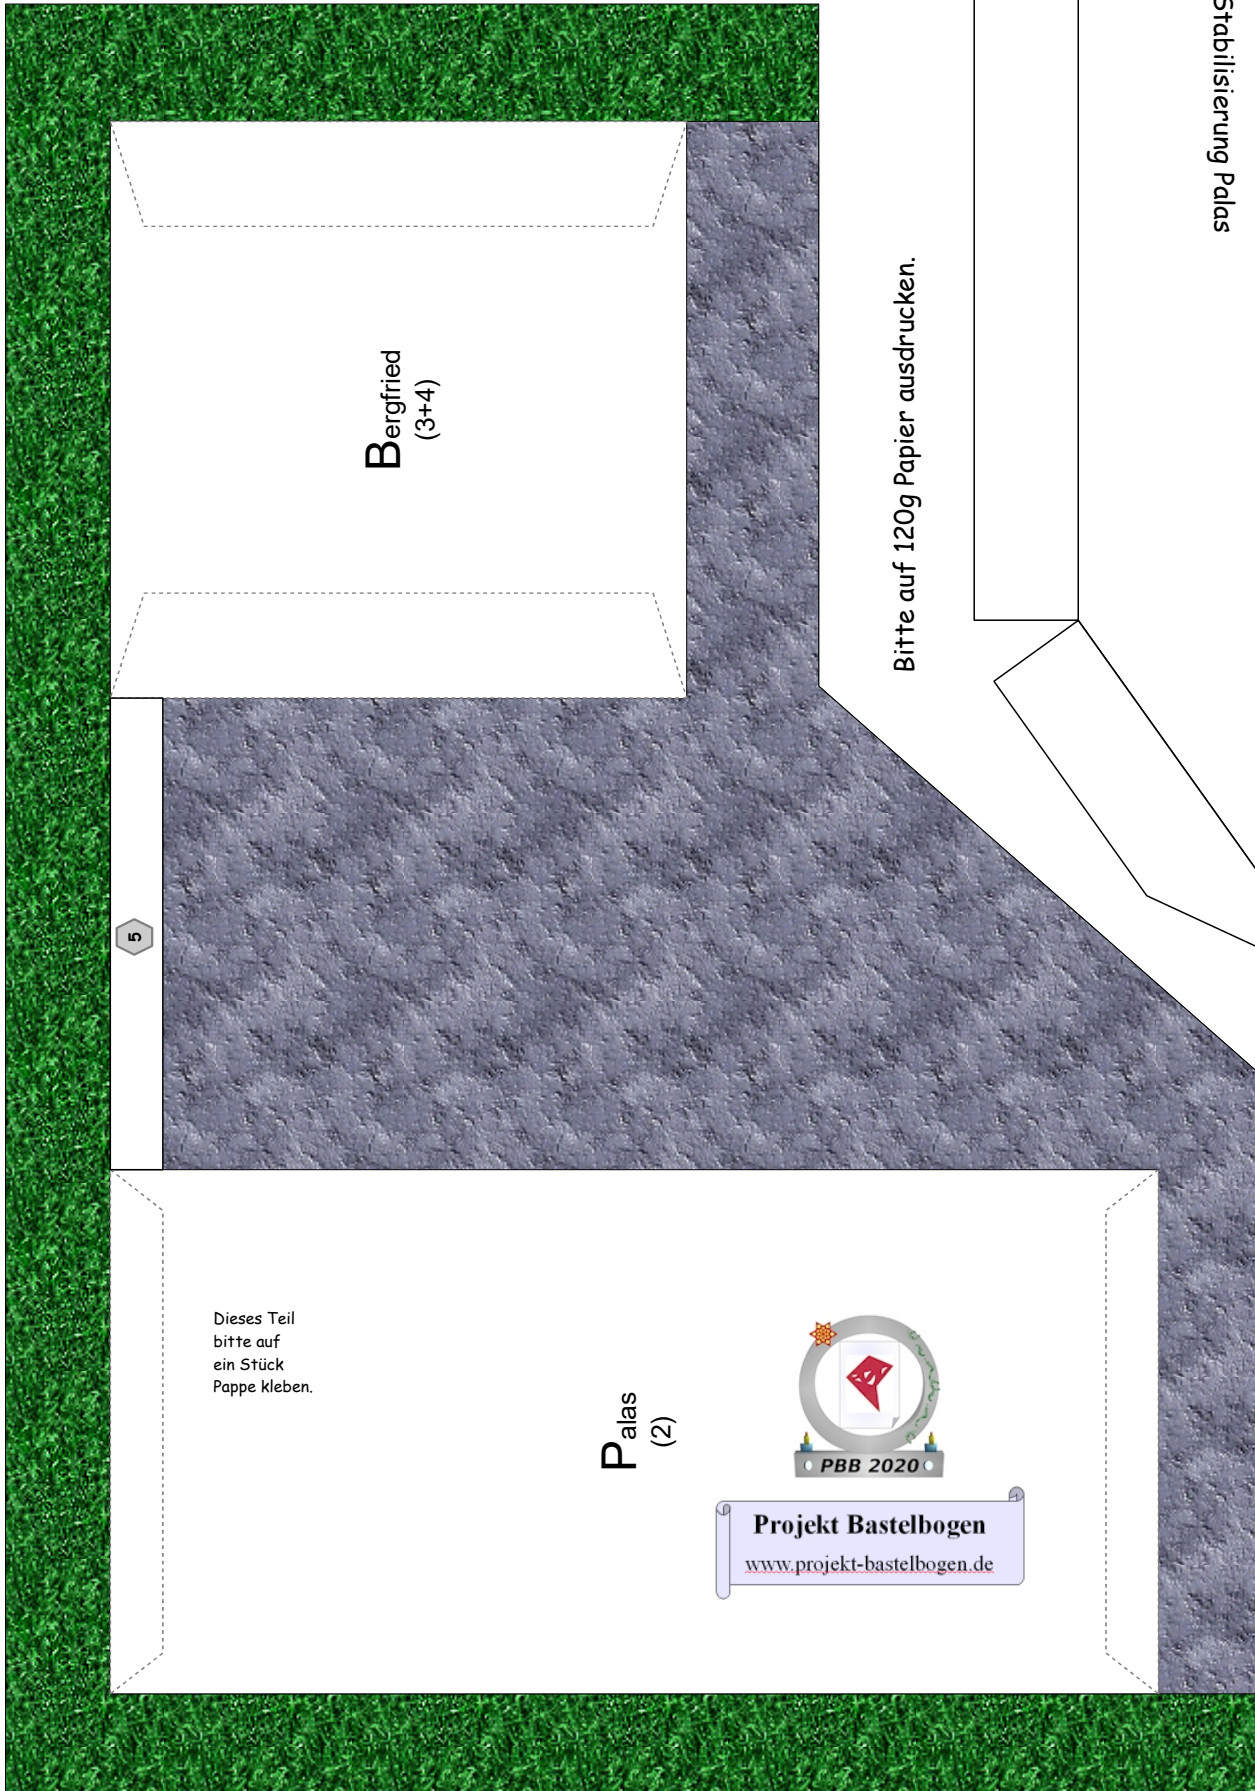 Stabilisierung Palas
Bitte auf 120g Papier ausdrucken.
Bergfried
(3+4)
5
Dieses Teil
bitte auf
ein Stück
Pappe kleben.
Palas
(2)
PBB 2020
Projekt Bastelbogen
www.projekt-bastelbogen.de